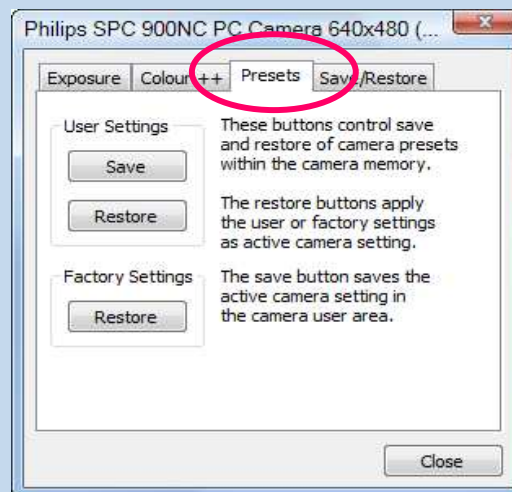 Philips SPC 900NC PC Camera 640x480 (...
Exposure Colour ++ Presets Save/Restore
User Settings
Save
Restore
These buttons control save
and restore of camera presets
within the camera memory.
The restore buttons apply
the user or factory settings
as active camera setting.
Factory Settings
Restore
The save button saves the
active camera setting in
the camera user area.
Close